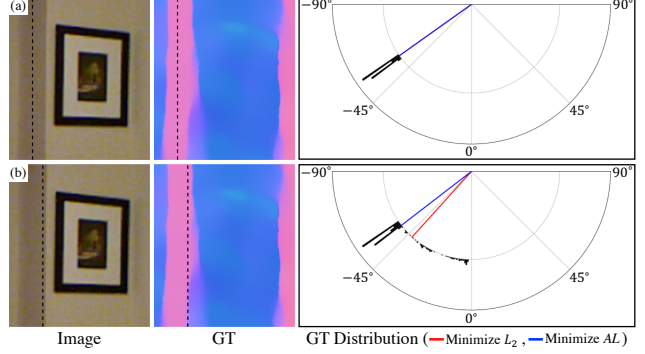 (a)
−90° 90°
−45° 45°
0°
(b)
−90° 90°
−45° 45°
0°
Image GT GT Distribution ( Minimize L₂ , Minimize AL )